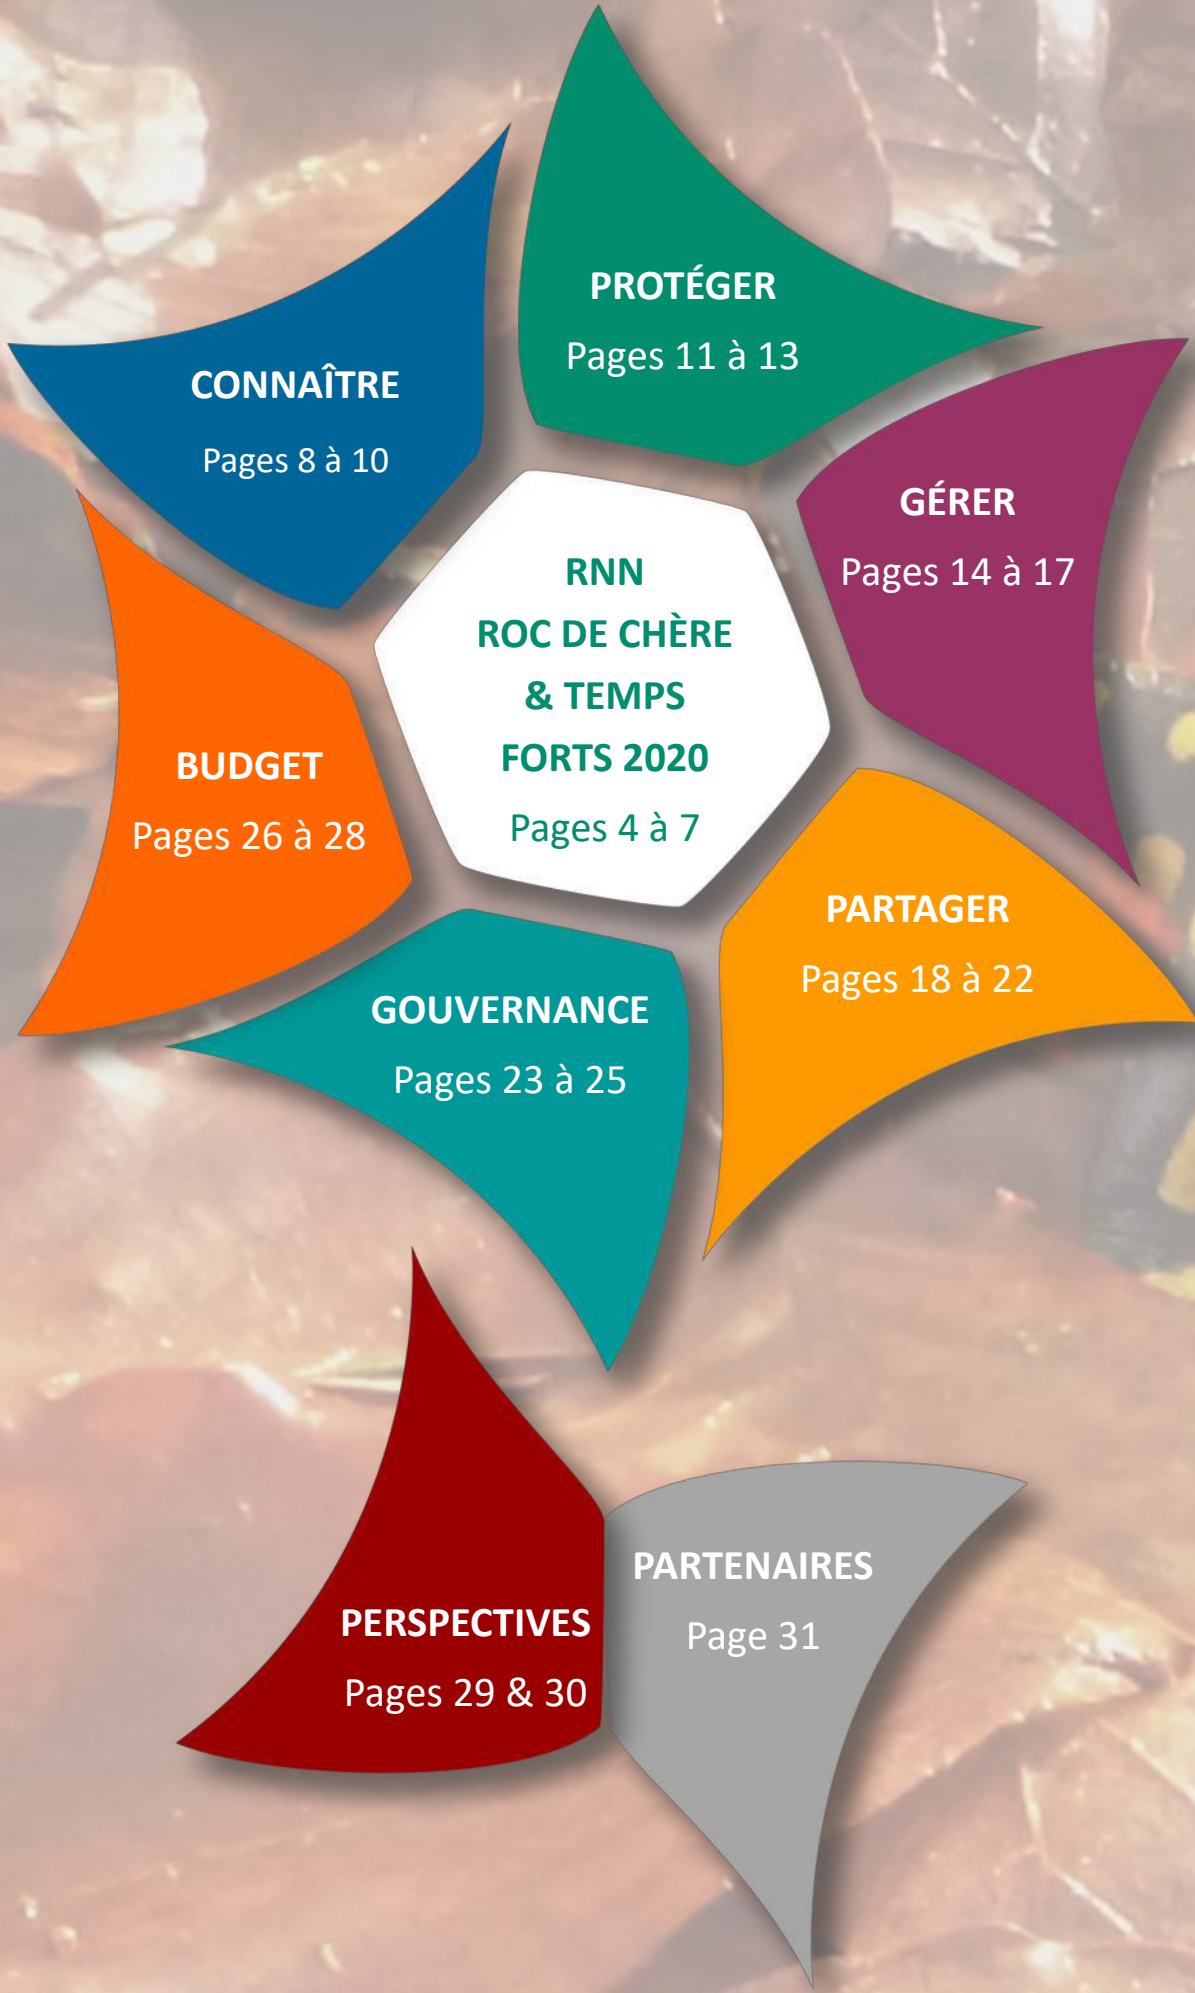 RNN
ROC DE CHÈRE
& TEMPS
FORTS 2020
Pages 4 à 7
CONNAÎTRE
Pages 8 à 10
PROTÉGER
Pages 11 à 13
GÉRER
Pages 14 à 17
PARTAGER
Pages 18 à 22
GOUVERNANCE
Pages 23 à 25
BUDGET
Pages 26 à 28
PERSPECTIVES
Pages 29 & 30
PARTENAIRES
Page 31